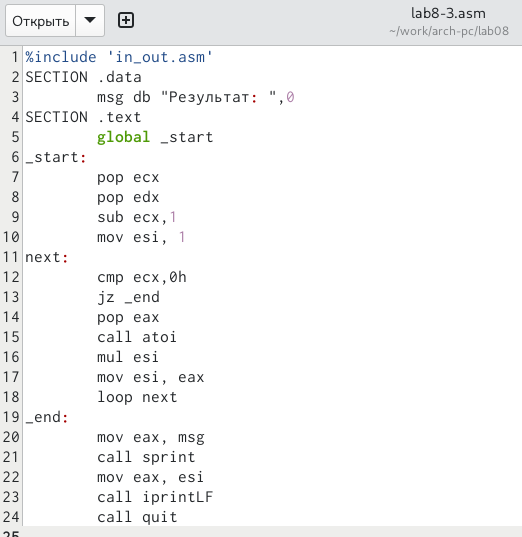 Открыть
lab8-3.asm
~/work/arch-pc/lab08
1 %include 'in_out.asm'
2 SECTION .data
3 msg db "Результат: ",0
4 SECTION .text
5 global _start
6 _start:
7 pop ecx
8 pop edx
9 sub ecx,1
10 mov esi, 1
11 next:
12 cmp ecx,0h
13 jz _end
14 pop eax
15 call atoi
16 mul esi
17 mov esi, eax
18 loop next
19 _end:
20 mov eax, msg
21 call sprint
22 mov eax, esi
23 call iprintLF
24 call quit
25